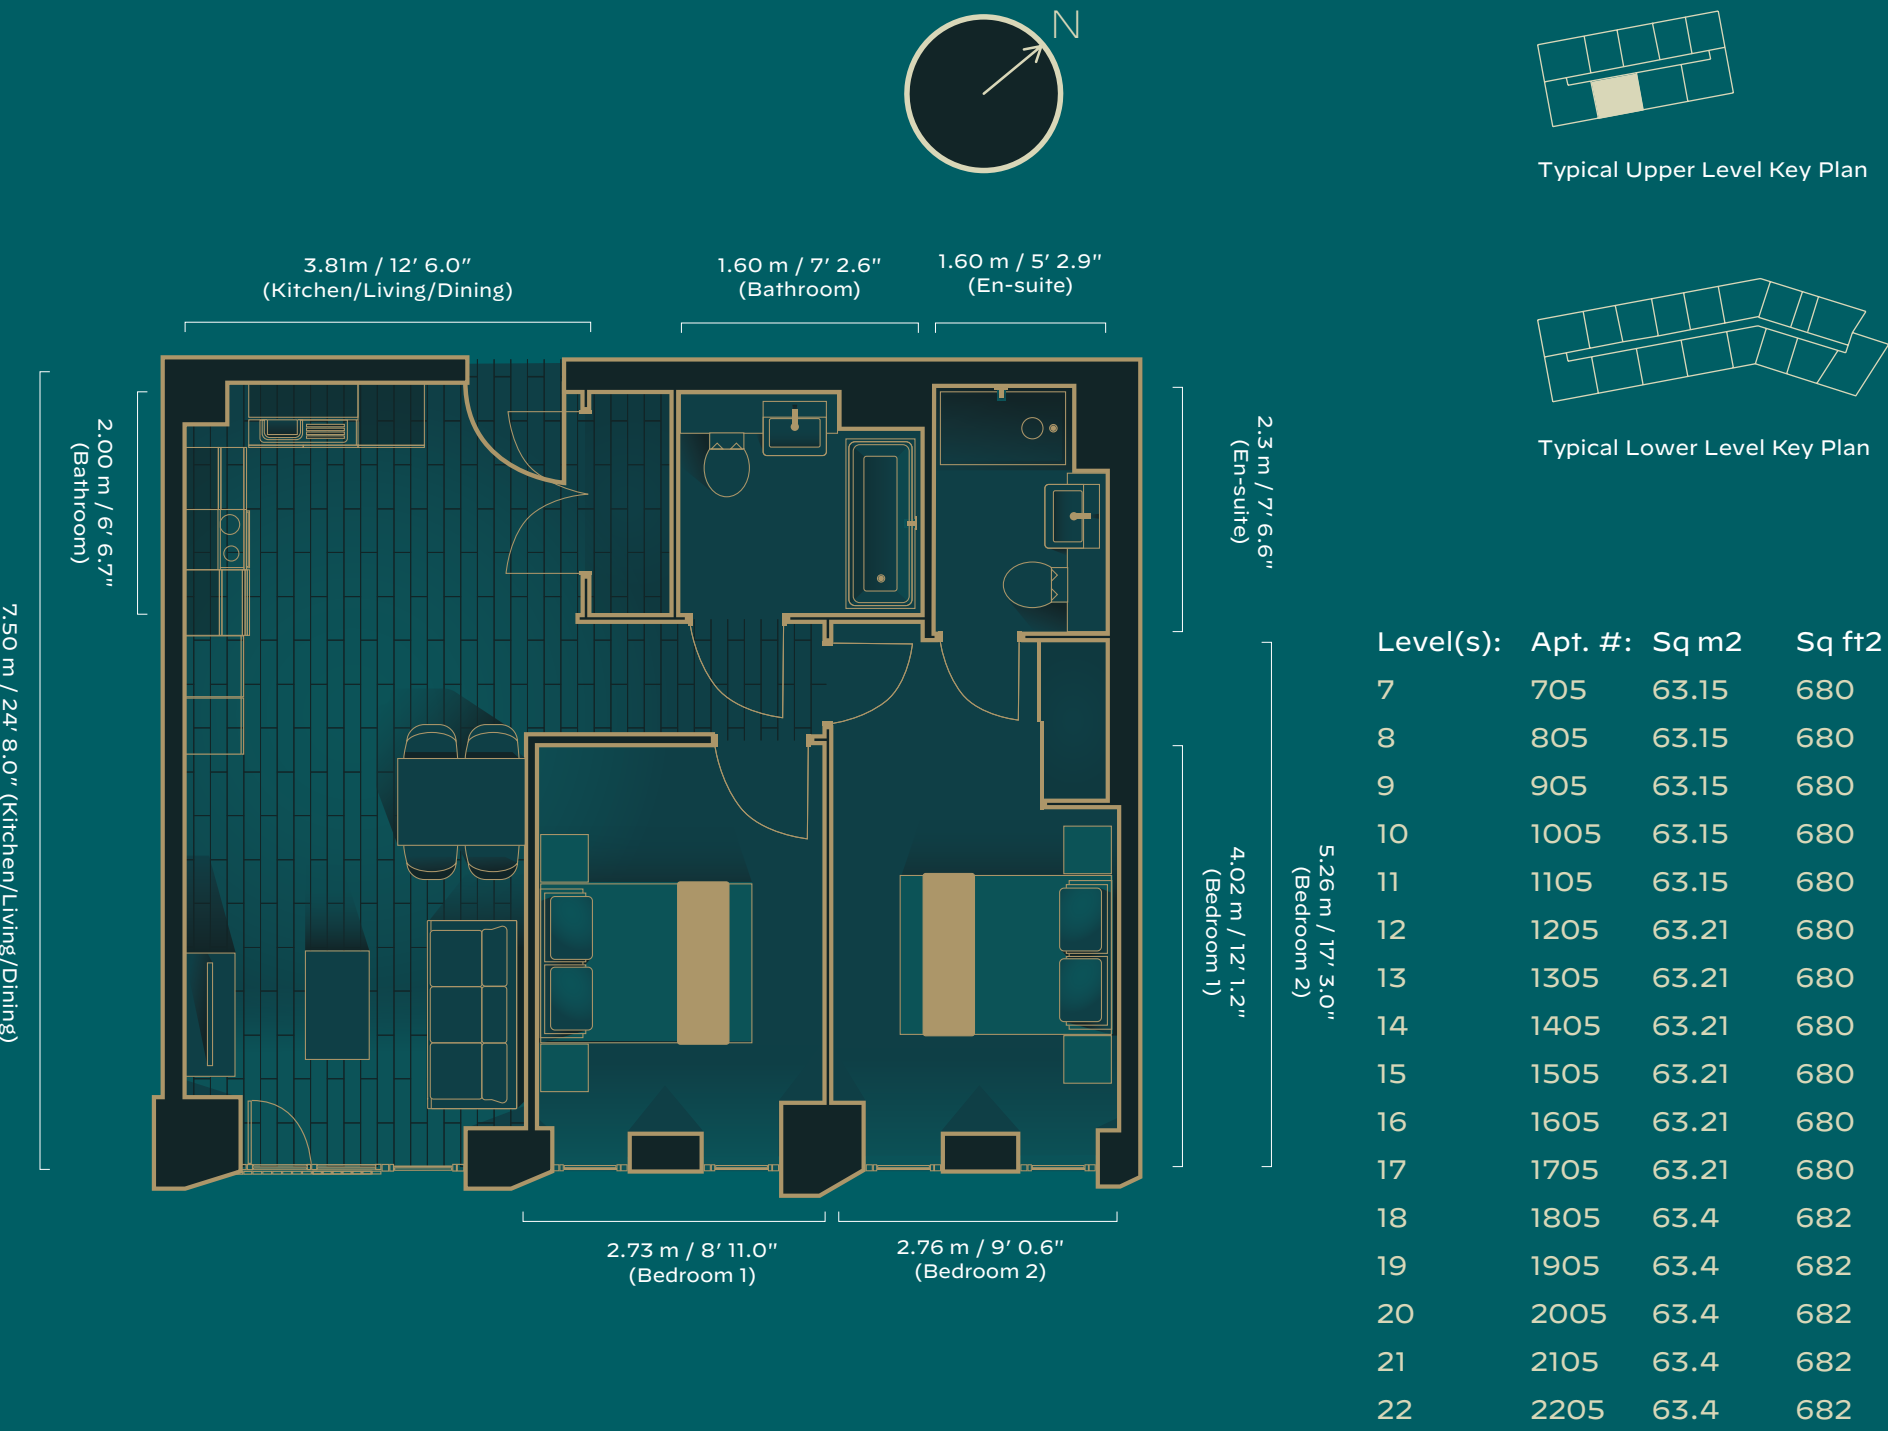 N
Typical Upper Level Key Plan
3.81m / 12′ 6.0″
(Kitchen/Living/Dining)
1.60 m / 7′ 2.6″
(Bathroom)
1.60 m / 5′ 2.9″
(En-suite)
2.00 m / 6′ 6.7″
(Bathroom)
7.50 m / 24′ 8.0″ (Kitchen/Living/Dining)
2.3 m / 7′ 6.6″
(En-suite)
4.02 m / 12′ 1.2″
(Bedroom 1)
5.26 m / 17′ 3.0″
(Bedroom 2)
2.73 m / 8′ 11.0″
(Bedroom 1)
2.76 m / 9′ 0.6″
(Bedroom 2)
Typical Lower Level Key Plan
Level(s): Apt. #: Sq m2 Sq ft2
7 705 63.15 680
8 805 63.15 680
9 905 63.15 680
10 1005 63.15 680
11 1105 63.15 680
12 1205 63.21 680
13 1305 63.21 680
14 1405 63.21 680
15 1505 63.21 680
16 1605 63.21 680
17 1705 63.21 680
18 1805 63.4 682
19 1905 63.4 682
20 2005 63.4 682
21 2105 63.4 682
22 2205 63.4 682